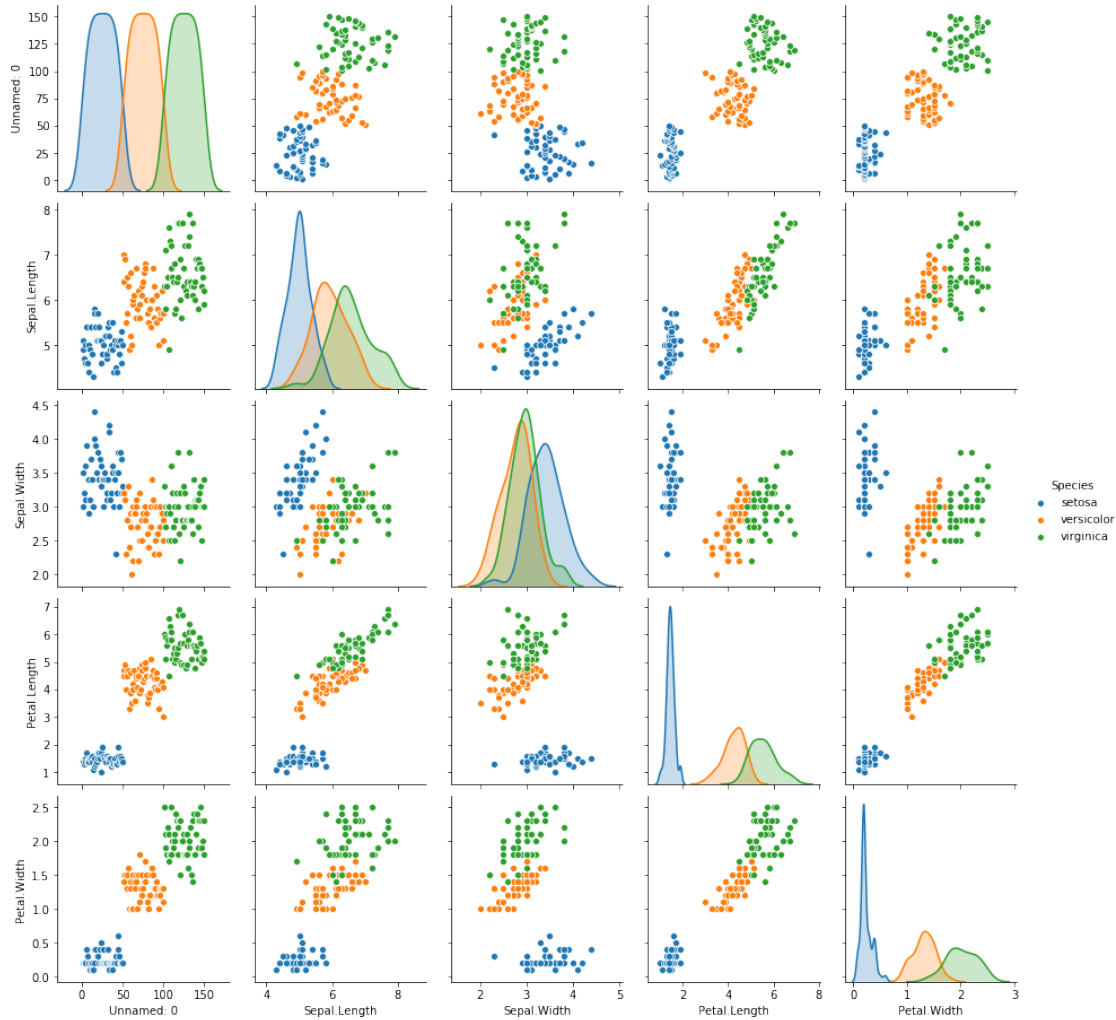 150
125
100
75
50
25
0
Unnamed: 0
8
7
6
5
Sepal.Length
4.5
4.0
3.5
3.0
2.5
2.0
Sepal.Width
Species
setosa
versicolor
virginica
7
6
5
4
3
2
1
Petal.Length
2.5
2.0
1.5
1.0
0.5
0.0
Petal.Width
0 50 100 150
Unnamed: 0
4 6 8
Sepal.Length
2 3 4 5
Sepal.Width
2 4 6 8
Petal.Length
0 1 2 3
Petal.Width